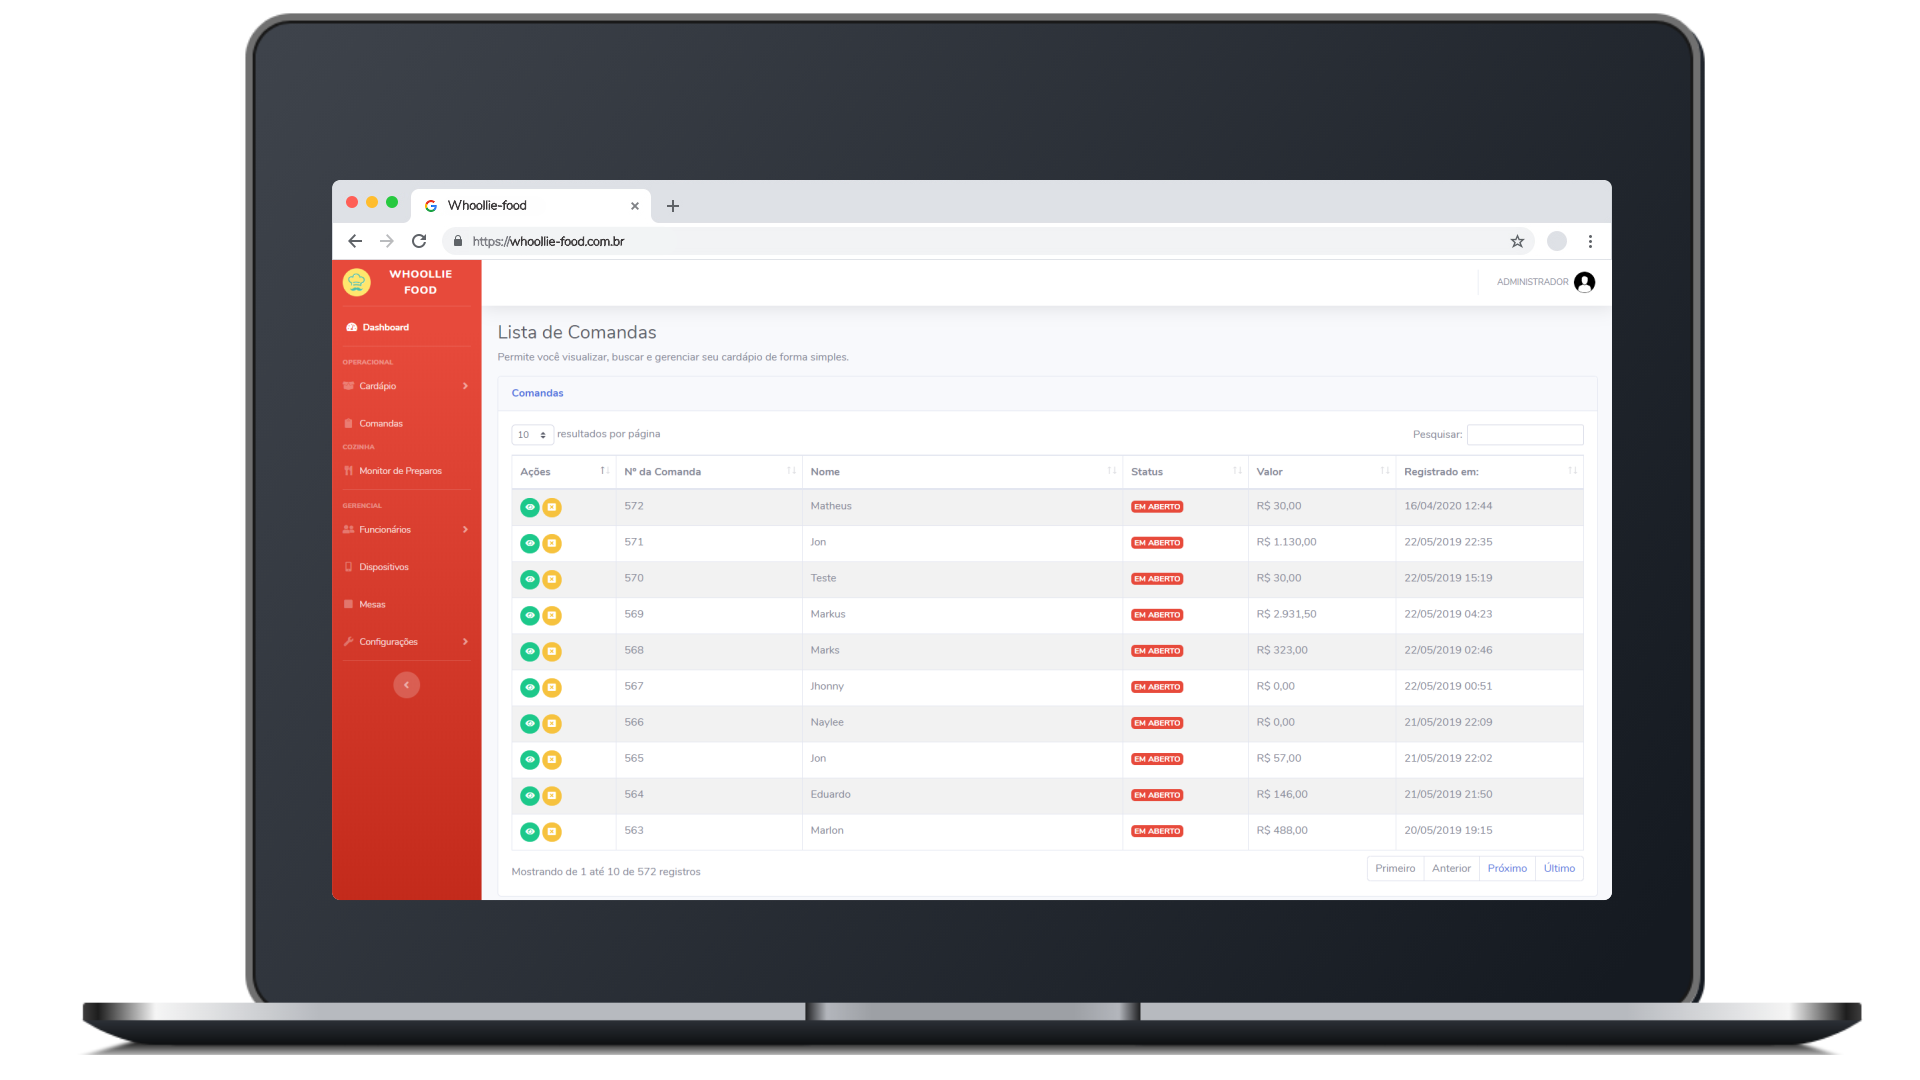 Whoollie-food
https://whoollie-food.com.br
WHOOLLIE
FOOD
ADMINISTRADOR
Dashboard
OPERACIONAL
Cardápio
Comandas
COZINHA
Monitor de Preparos
GERENCIAL
Funcionários
Dispositivos
Mesas
Configurações
Lista de Comandas
Permite você visualizar, buscar e gerenciar seu cardápio de forma simples.
Comandas
10 resultados por página
Pesquisar:
Ações Nº da Comanda Nome Status Valor Registrado em:
572 Matheus EM ABERTO R$ 30,00 16/04/2020 12:44
571 Jon EM ABERTO R$ 1.130,00 22/05/2019 22:35
570 Teste EM ABERTO R$ 30,00 22/05/2019 15:19
569 Markus EM ABERTO R$ 2.931,50 22/05/2019 04:23
568 Marks EM ABERTO R$ 323,00 22/05/2019 02:46
567 Jhonny EM ABERTO R$ 0,00 22/05/2019 00:51
566 Naylee EM ABERTO R$ 0,00 21/05/2019 22:09
565 Jon EM ABERTO R$ 57,00 21/05/2019 22:02
564 Eduardo EM ABERTO R$ 146,00 21/05/2019 21:50
563 Marlon EM ABERTO R$ 488,00 20/05/2019 19:15
Mostrando de 1 até 10 de 572 registros
Primeiro Anterior Próximo Último